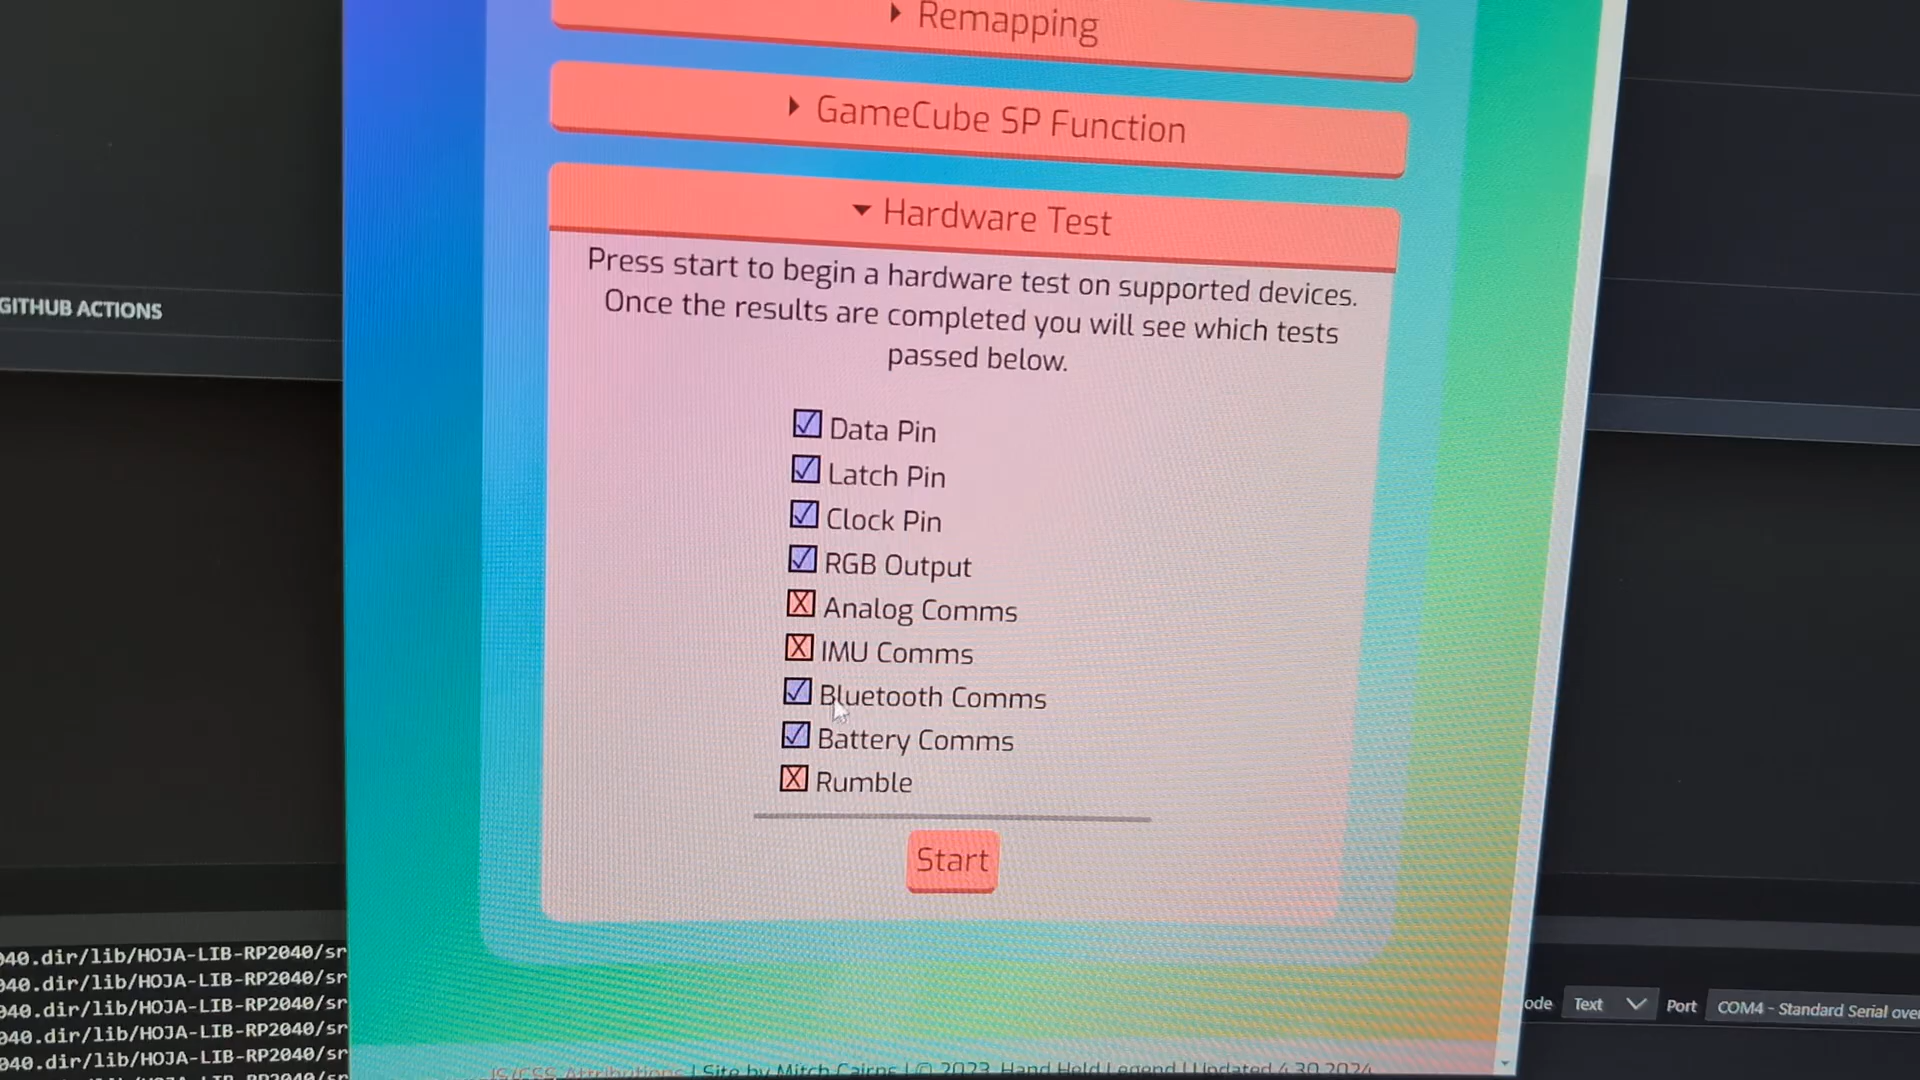 Remapping
GameCube SP Function
Hardware Test
Press start to begin a hardware test on supported devices.
Once the results are completed you will see which tests
passed below.
GITHUB ACTIONS
Data Pin
Latch Pin
Clock Pin
RGB Output
Analog Comms
IMU Comms
Bluetooth Comms
Battery Comms
Rumble
Start
040.dir/lib/HOJA-LIB-RP2040/sr
040.dir/lib/HOJA-LIB-RP2040/sr
040.dir/lib/HOJA-LIB-RP2040/sr
040.dir/lib/HOJA-LIB-RP2040/sr
040.dir/lib/HOJA-LIB-RP2040/sr
ode Text Port COM4 - Standard Serial over
JS/CSS Attributions | Site by Mitch Cairns | © 2023 Hand Held Legend | Updated 4.30.2024